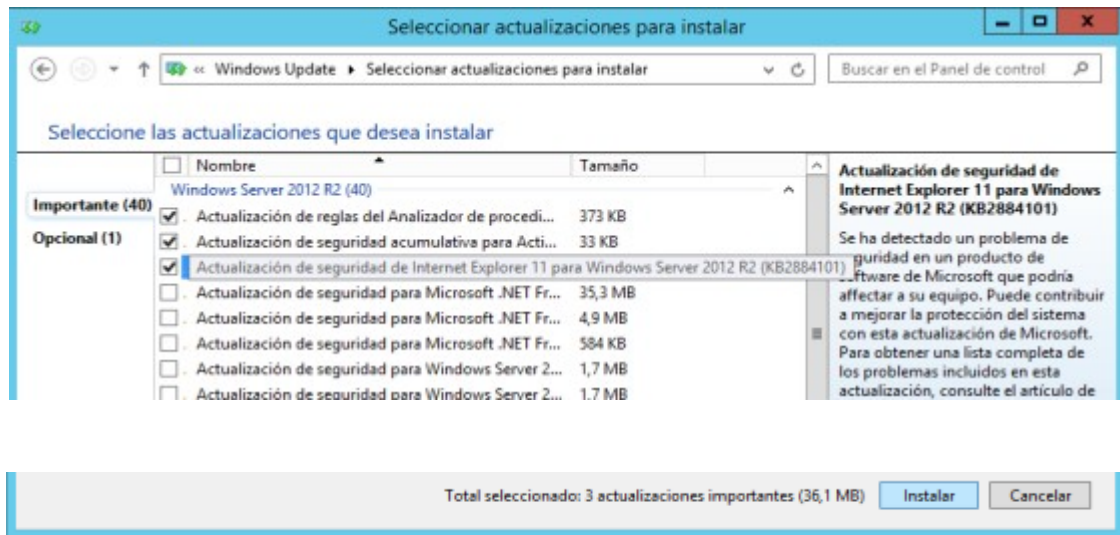 Seleccionar actualizaciones para instalar
« Windows Update ▸ Seleccionar actualizaciones para instalar
Buscar en el Panel de control
Seleccione las actualizaciones que desea instalar
Importante (40)
Opcional (1)
Nombre Tamaño
Windows Server 2012 R2 (40)
Actualización de reglas del Analizador de procedi... 373 KB
Actualización de seguridad acumulativa para Acti... 33 KB
Actualización de seguridad de Internet Explorer 11 para Windows Server 2012 R2 (KB2884101)
Actualización de seguridad para Microsoft .NET Fr... 35,3 MB
Actualización de seguridad para Microsoft .NET Fr... 4,9 MB
Actualización de seguridad para Microsoft .NET Fr... 584 KB
Actualización de seguridad para Windows Server 2... 1,7 MB
Actualización de seguridad para Windows Server 2... 1,7 MB
Actualización de seguridad de
Internet Explorer 11 para Windows
Server 2012 R2 (KB2884101)
Se ha detectado un problema de
en un producto de
de Microsoft que podría
affectar a su equipo. Puede contribuir
a mejorar la protección del sistema
con esta actualización de Microsoft.
Para obtener una lista completa de
los problemas incluidos en esta
actualización, consulte el artículo de
Total seleccionado: 3 actualizaciones importantes (36,1 MB)
Instalar
Cancelar